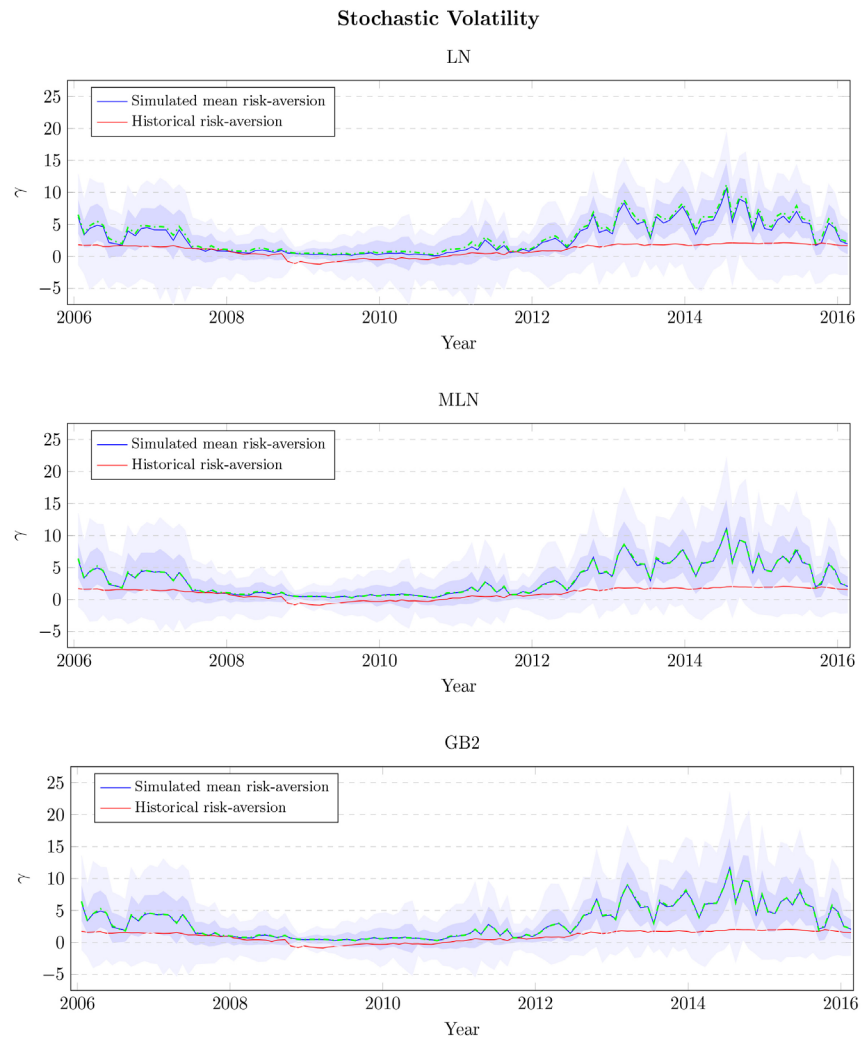 Stochastic Volatility
LN
25
20
15
10
5
0
−5
γ
Simulated mean risk-aversion
Historical risk-aversion
2006 2008 2010 2012 2014 2016
Year
MLN
25
20
15
10
5
0
−5
γ
Simulated mean risk-aversion
Historical risk-aversion
2006 2008 2010 2012 2014 2016
Year
GB2
25
20
15
10
5
0
−5
γ
Simulated mean risk-aversion
Historical risk-aversion
2006 2008 2010 2012 2014 2016
Year